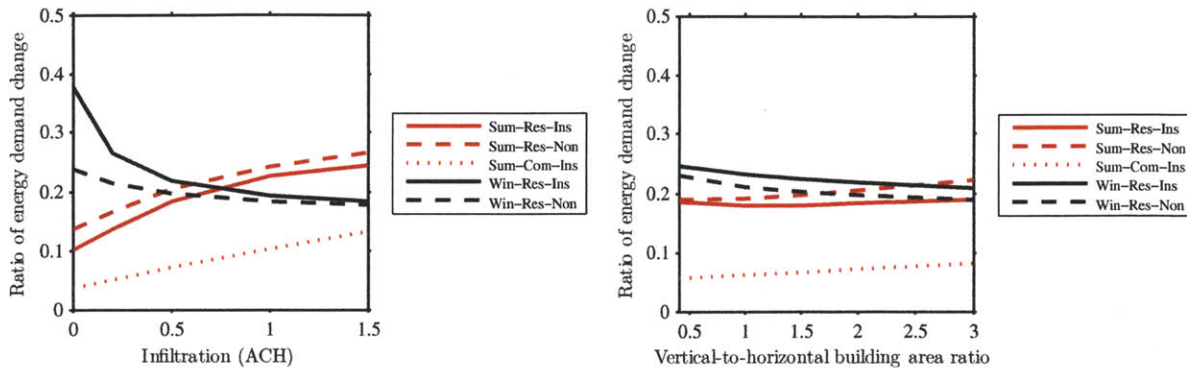 Ratio of energy demand change
0.5
0.4
0.3
0.2
0.1
0
0
0.5
1
1.5
Infiltration (ACH)
Sum–Res–Ins
Sum–Res–Non
Sum–Com–Ins
Win–Res–Ins
Win–Res–Non
Ratio of energy demand change
0.5
0.4
0.3
0.2
0.1
0
0.5
1
1.5
2
2.5
3
Vertical-to-horizontal building area ratio
Sum–Res–Ins
Sum–Res–Non
Sum–Com–Ins
Win–Res–Ins
Win–Res–Non